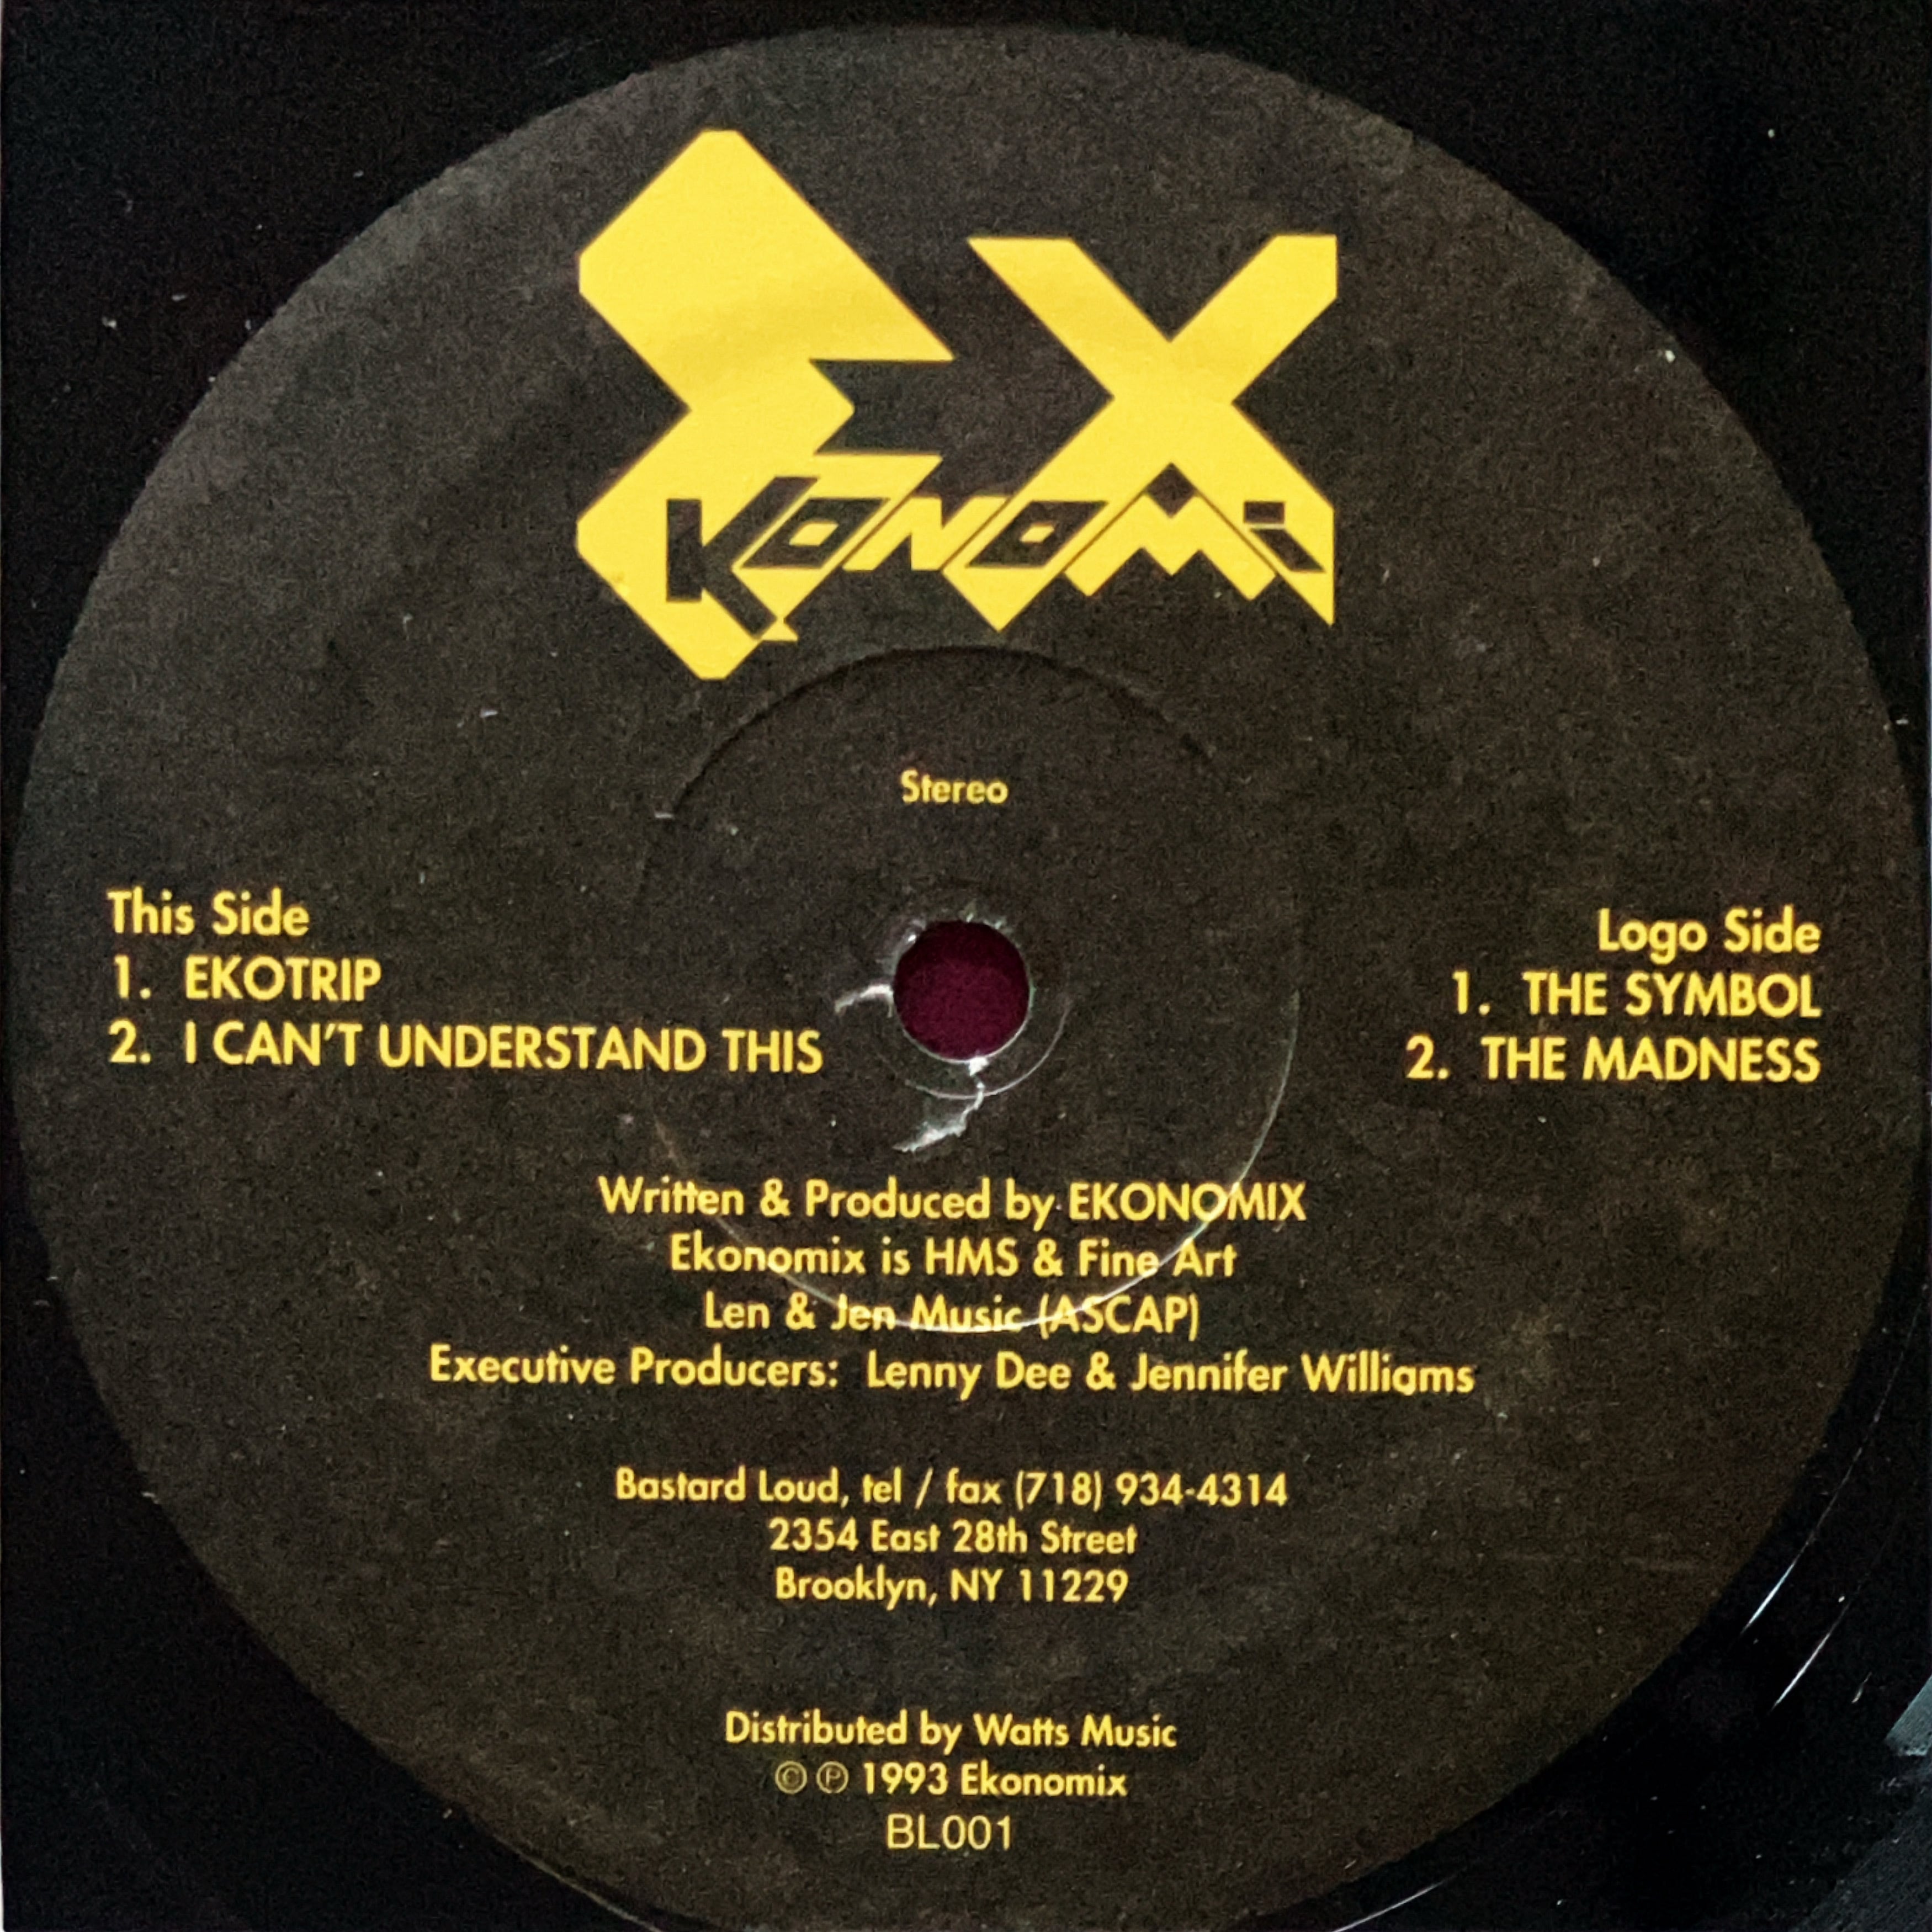 EKONOMIX
Stereo
This Side
1. EKOTRIP
2. I CAN'T UNDERSTAND THIS
Logo Side
1. THE SYMBOL
2. THE MADNESS
Written & Produced by EKONOMIX
Ekonomix is HMS & Fine Art
Len & Jen Music (ASCAP)
Executive Producers: Lenny Dee & Jennifer Williams
Bastard Loud, tel / fax (718) 934-4314
2354 East 28th Street
Brooklyn, NY 11229
Distributed by Watts Music
© ℗ 1993 Ekonomix
BL001